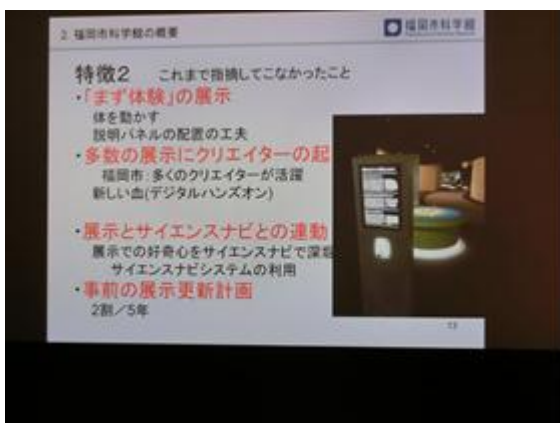 2. 福岡市科学館の概要
福岡市科学館
特徴2 これまで指摘してこなかったこと
・「まず体験」の展示
体を動かす
説明パネルの配置の工夫
・多数の展示にクリエイターの起
福岡市:多くのクリエイターが活躍
新しい血(デジタルハンズオン)
・展示とサイエンスナビとの連動
展示での好奇心をサイエンスナビで深
サイエンスナビシステムの利用
・事前の展示更新計画
2割/5年
13